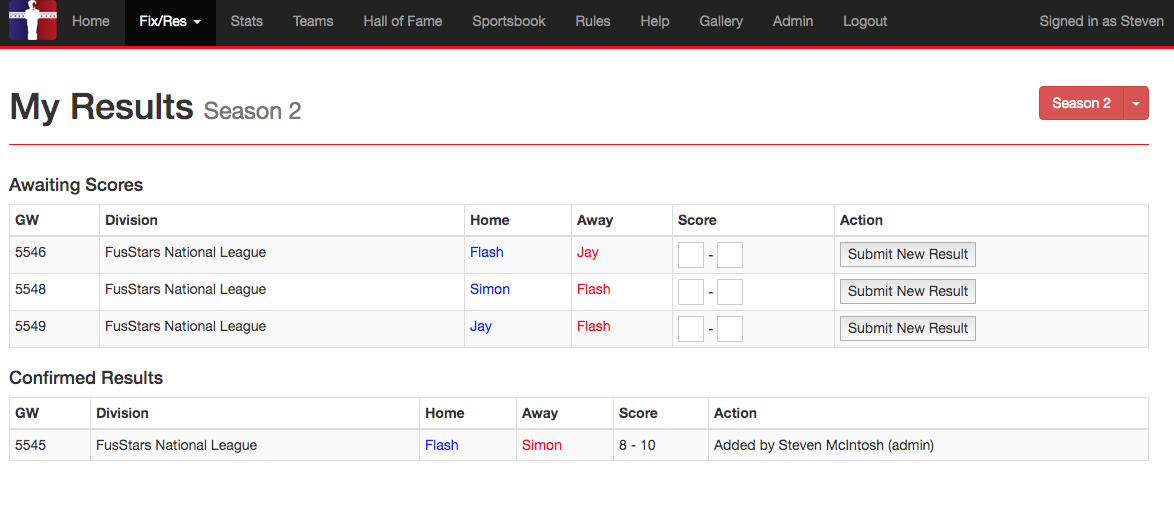 Home Fix/Res Stats Teams Hall of Fame Sportsbook Rules Help Gallery Admin Logout Signed in as Steven
My Results Season 2 Season 2
Awaiting Scores
GW Division Home Away Score Action
5546 FusStars National League Flash Jay - Submit New Result
5548 FusStars National League Simon Flash - Submit New Result
5549 FusStars National League Jay Flash - Submit New Result
Confirmed Results
GW Division Home Away Score Action
5545 FusStars National League Flash Simon 8 - 10 Added by Steven McIntosh (admin)